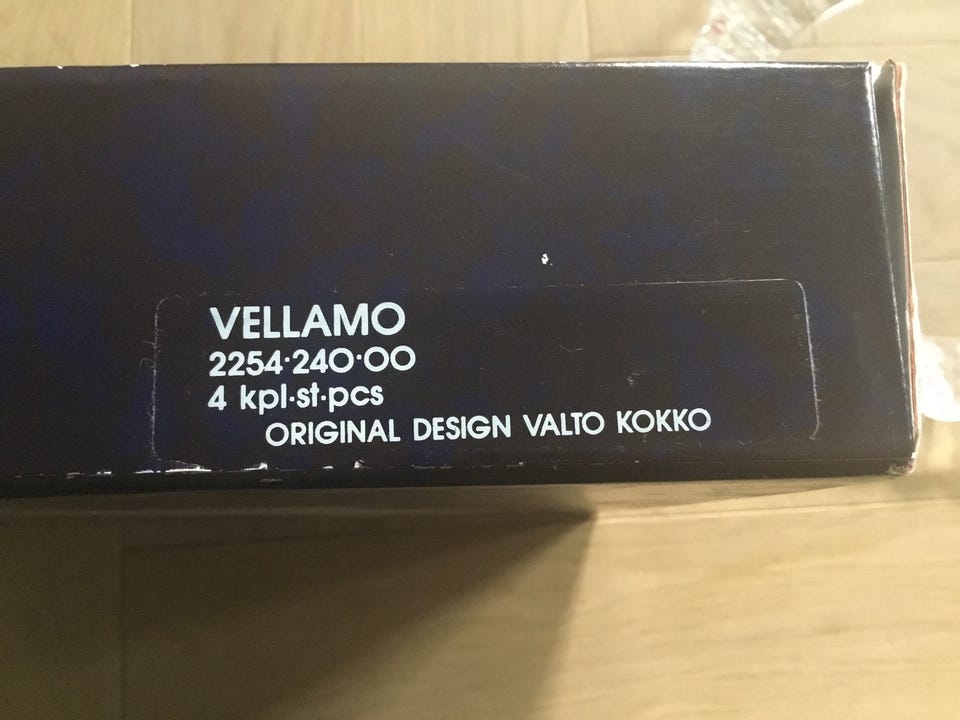 VELLAMO
2254·240·00
4 kpl·st·pcs
ORIGINAL DESIGN VALTO KOKKO